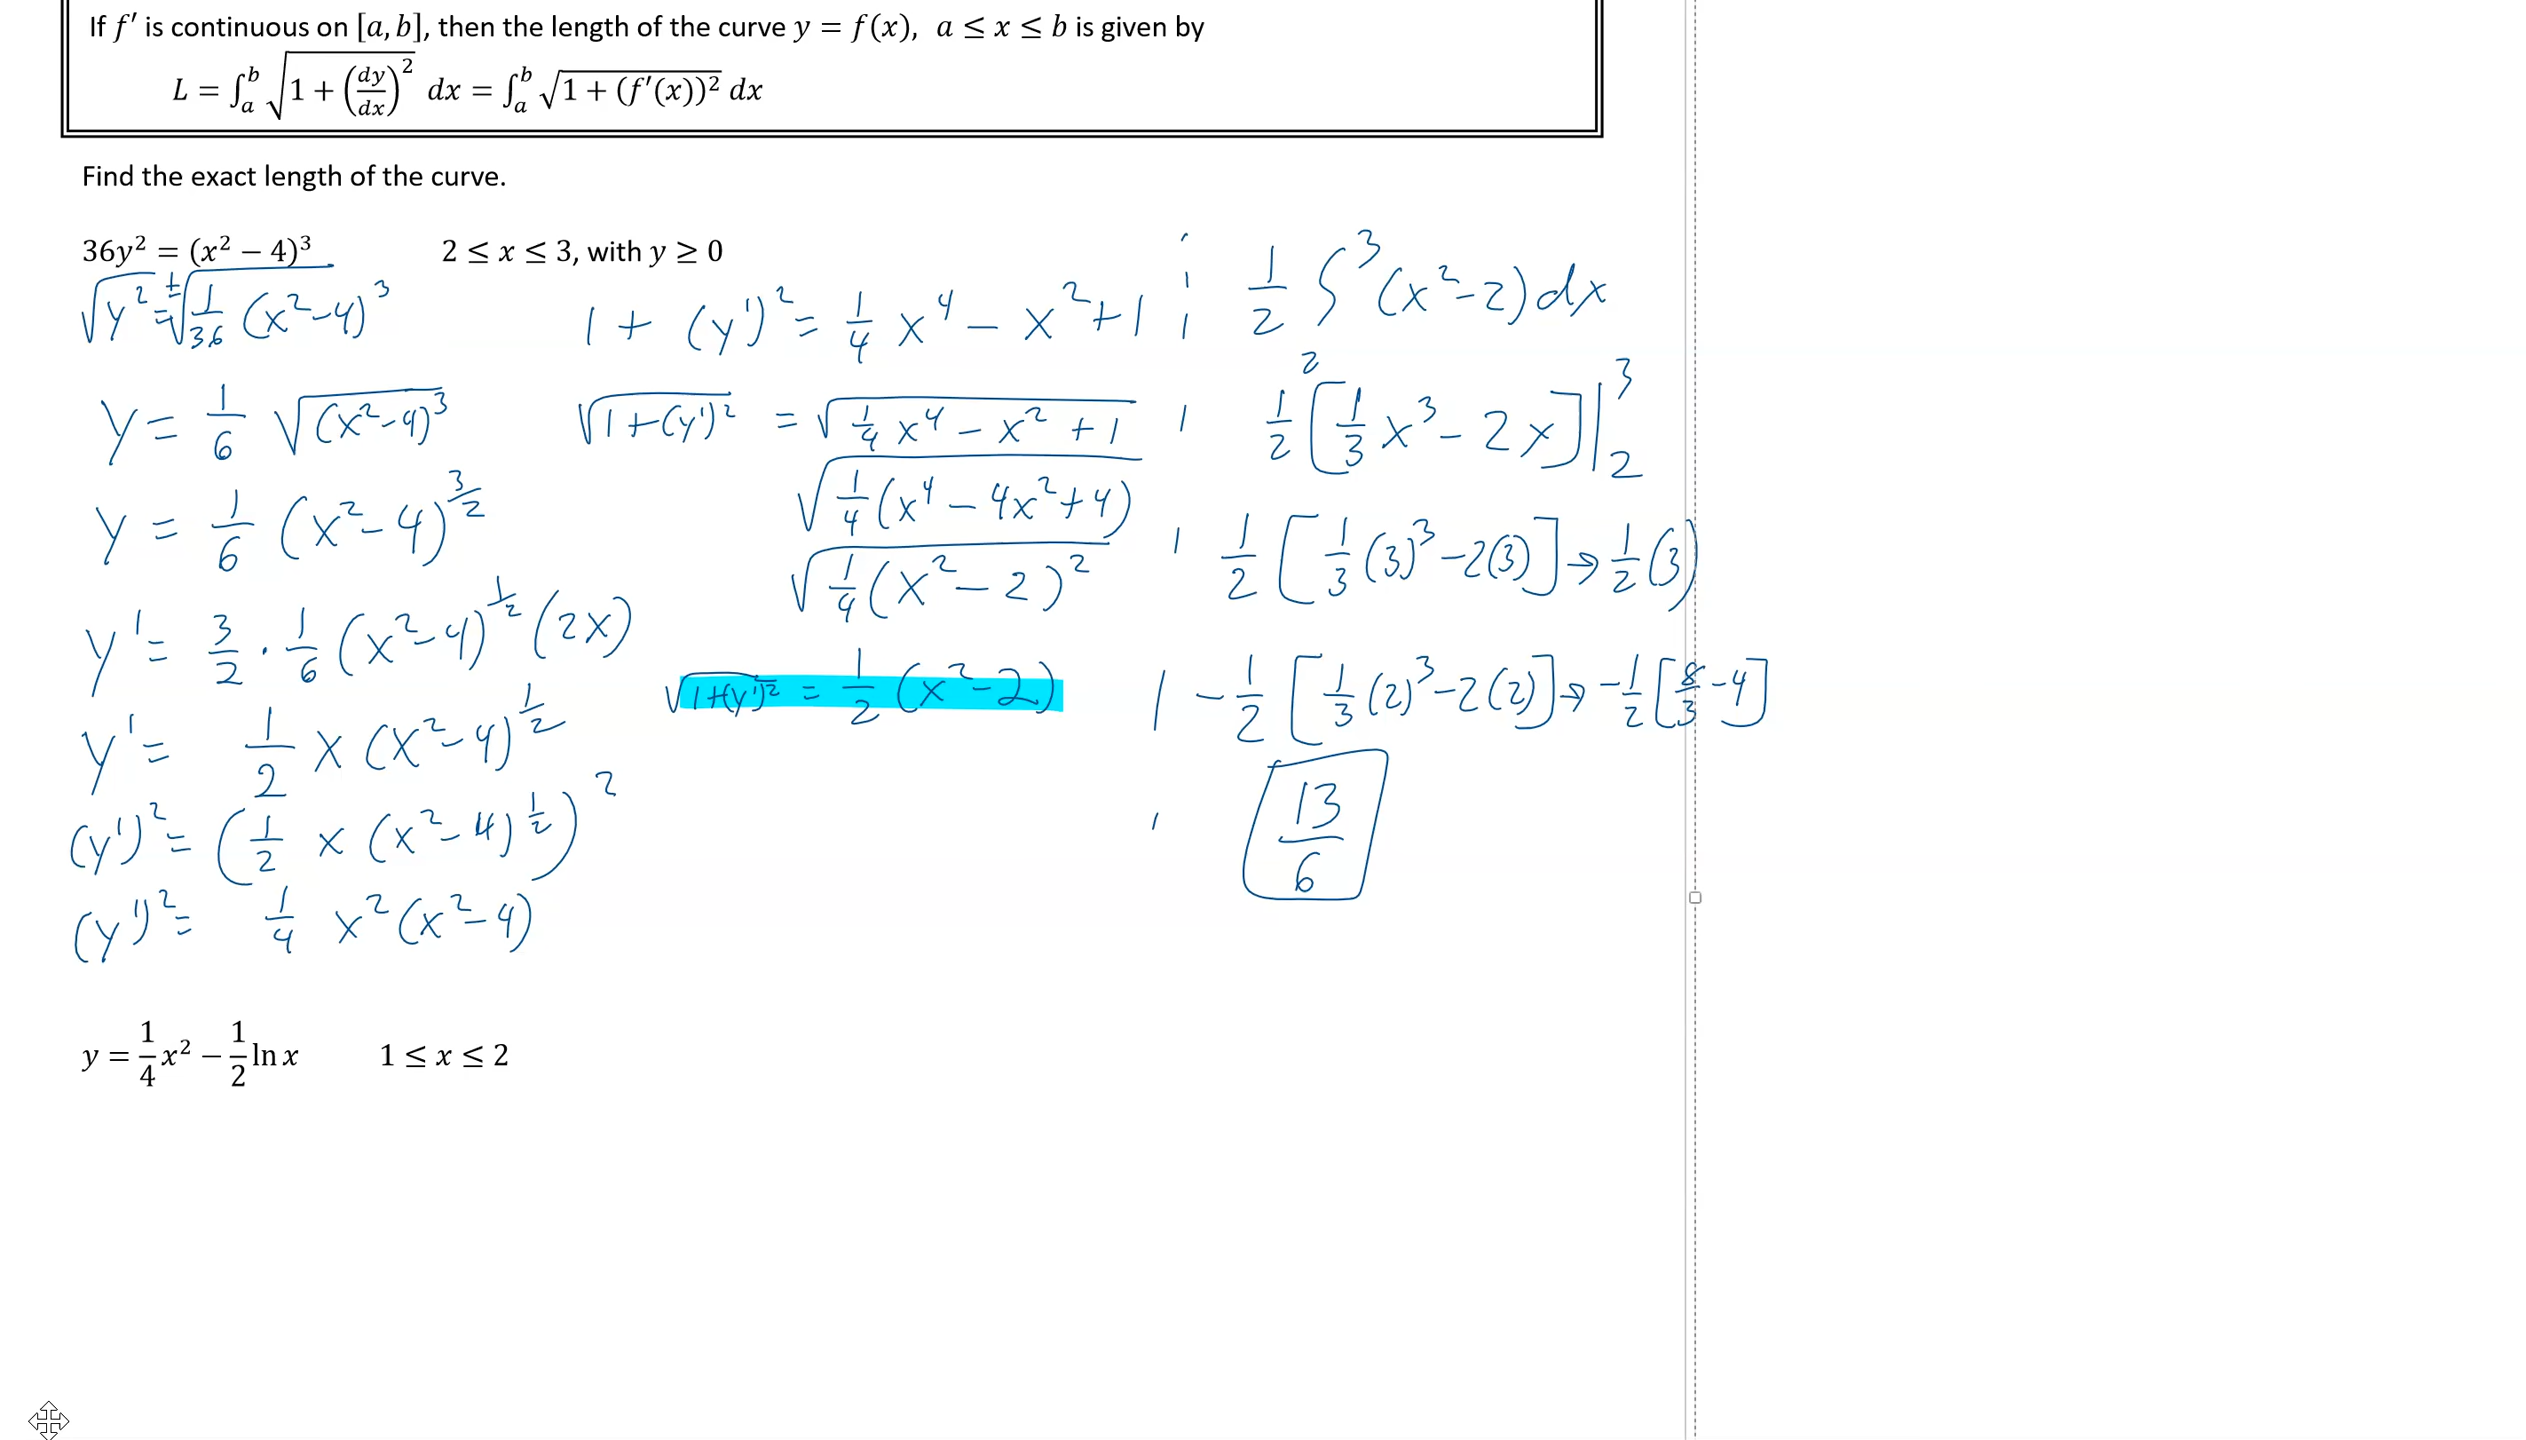 If f′ is continuous on [a, b], then the length of the curve y = f(x), a ≤ x ≤ b is given by
L = ∫ₐᵇ √(1 + (dy/dx)²) dx = ∫ₐᵇ √(1 + (f′(x))²) dx
Find the exact length of the curve.
36y² = (x² − 4)³ 2 ≤ x ≤ 3, with y ≥ 0
√y² = ±√(1/36 (x²−4)³
y = 1/6 √(x²−4)³
y = 1/6 (x²−4)^(3/2)
y' = 3/2 · 1/6 (x²−4)^(1/2) (2x)
y' = 1/2 x (x²−4)^(1/2)
(y')² = (1/2 x (x²−4)^(1/2))²
(y')² = 1/4 x² (x²−4)
1 + (y')² = 1/4 x⁴ − x² + 1
√(1+(y')²) = √(1/4 x⁴ − x² + 1)
√(1/4 (x⁴ − 4x² + 4))
√(1/4 (x² − 2)²)
√(1+(y')²) = 1/2 (x²−2)
1/2 ∫₂³ (x²−2) dx
1/2 [1/3 x³ − 2x]|₂³
1/2 [1/3 (3)³ − 2(3)] → 1/2 (3)
−1/2 [1/3 (2)³ − 2(2)] → −1/2 [8/3 − 4]
13/6
y = 1/4 x² − 1/2 ln x 1 ≤ x ≤ 2